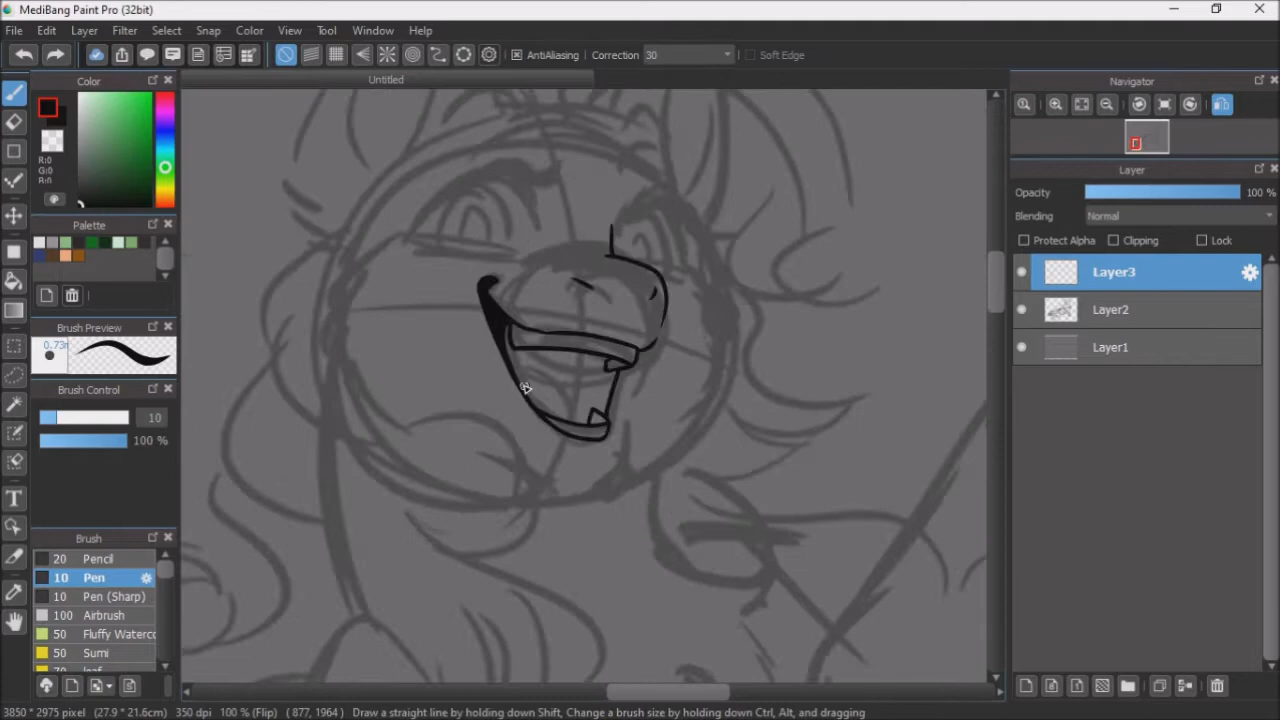 MediBang Paint Pro (32bit)
File Edit View Layer Filter Select Snap Color View Tool Window Help
AntiAliasing Correction 30 Soft Edge
Color
Untitled
Navigator
R:0
G:0
B:0
Palette
Layer
Opacity 100 %
Blending Normal
Protect Alpha Clipping Lock
Layer3
Layer2
Layer1
Brush Preview
Brush Control
10
100 %
Brush
20 Pencil
10 Pen
10 Pen (Sharp)
100 Airbrush
50 Fluffy Waterco
50 Sumi
3850 * 2975 pixel (27.9 * 21.6cm) 350 dpi 100 % (Flip) ( 877, 1964 ) Draw a straight line by holding down Shift, Change a brush size by holding down Ctrl, Alt, and dragging